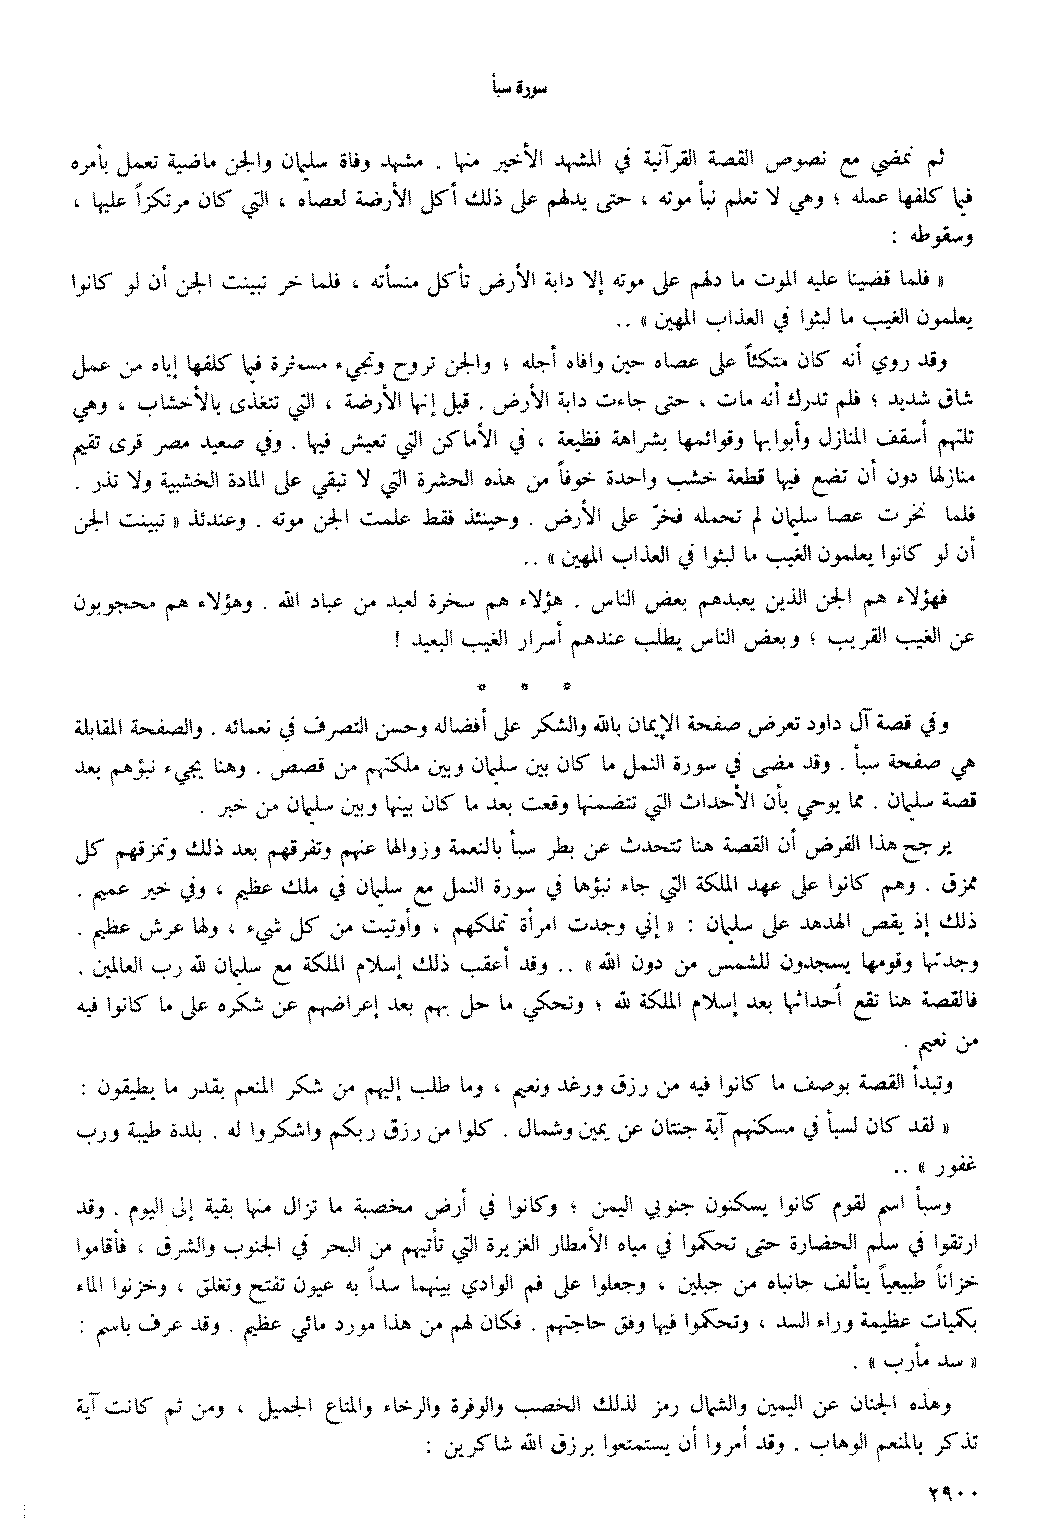 سورة سبأ
ثم نمضي مع نصوص القصة القرآنية في المشهد الأخير منها . مشهد وفاة سليمان والجن ماضية تعمل بأمره
فيما كلفها عمله ؛ وهي لا تعلم نبأ موته ، حتى يدلهم على ذلك أكل الأرضة لعصاه ، التي كان مرتكزاً عليها ،
وسقوطه :
« فلما قضينا عليه الموت ما دلهم على موته إلا دابة الأرض تأكل منسأته ، فلما خر تبينت الجن أن لو كانوا
يعلمون الغيب ما لبثوا في العذاب المهين » ..
وقد روي أنه كان متكئاً على عصاه حين وافاه أجله ؛ والجن تروح وتجيء مسخرة فيما كلفها إياه من عمل
شاق شديد ؛ فلم تدرك أنه مات ، حتى جاءت دابة الأرض . قيل إنها الأرضة ، التي تتغذى بالأخشاب ، وهي
تلتهم أسقف المنازل وأبوابها وقوائمها بشراهة فظيعة ، في الأماكن التي تعيش فيها . وفي صعيد مصر قرى تقيم
منازلها دون أن تضع فيها قطعة خشب واحدة خوفاً من هذه الحشرة التي لا تبقي على المادة الخشبية ولا تذر .
فلما نخرت عصا سليمان لم تحمله فخرّ على الأرض . وحينئذ فقط علمت الجن موته . وعندئذ « تبينت الجن
أن لو كانوا يعلمون الغيب ما لبثوا في العذاب المهين » ..
فهؤلاء هم الجن الذين يعبدهم بعض الناس . هؤلاء هم سخرة لعبد من عباد الله . وهؤلاء هم محجوبون
عن الغيب القريب ؛ وبعض الناس يطلب عندهم أسرار الغيب البعيد !
* * *
وفي قصة آل داود تعرض صفحة الإيمان بالله والشكر على أفضاله وحسن التصرف في نعمائه . والصفحة المقابلة
هي صفحة سبأ . وقد مضى في سورة النمل ما كان بين سليمان وبين ملكتهم من قصص . وهنا يجيء نبؤهم بعد
قصة سليمان . مما يوحي بأن الأحداث التي تتضمنها وقعت بعد ما كان بينها وبين سليمان من خبر .
يرجح هذا الفرض أن القصة هنا تتحدث عن بطر سبأ بالنعمة وزوالها عنهم وتفرقهم بعد ذلك وتمزقهم كل
ممزق . وهم كانوا على عهد الملكة التي جاء نبؤها في سورة النمل مع سليمان في ملك عظيم ، وفي خير عميم .
ذلك إذ يقص الهدهد على سليمان : « إني وجدت امرأة تملكهم ، وأوتيت من كل شيء ، ولها عرش عظيم .
وجدتها وقومها يسجدون للشمس من دون الله » .. وقد أعقب ذلك إسلام الملكة مع سليمان لله رب العالمين .
فالقصة هنا تقع أحداثها بعد إسلام الملكة لله ؛ وتحكي ما حل بهم بعد إعراضهم عن شكره على ما كانوا فيه
من نعيم .
وتبدأ القصة بوصف ما كانوا فيه من رزق ورغد ونعيم ، وما طلب إليهم من شكر المنعم بقدر ما يطيقون :
« لقد كان لسبأ في مسكنهم آية جنتان عن يمين وشمال . كلوا من رزق ربكم واشكروا له . بلدة طيبة ورب
غفور » ..
وسبأ اسم لقوم كانوا يسكنون جنوبي اليمن ؛ وكانوا في أرض مخصبة ما تزال منها بقية إلى اليوم . وقد
ارتقوا في سلم الحضارة حتى تحكموا في مياه الأمطار الغزيرة التي تأتيهم من البحر في الجنوب والشرق ، فأقاموا
خزاناً طبيعياً يتألف جانباه من جبلين ، وجعلوا على فم الوادي بينهما سداً به عيون تفتح وتغلق ، وخزنوا الماء
بكميات عظيمة وراء السد ، وتحكموا فيها وفق حاجتهم . فكان لهم من هذا مورد مائي عظيم . وقد عرف باسم :
« سد مأرب » .
وهذه الجنان عن اليمين والشمال رمز لذلك الخصب والوفرة والرخاء والمتاع الجميل ، ومن ثم كانت آية
تذكر بالمنعم الوهاب . وقد أمروا أن يستمتعوا برزق الله شاكرين :
٢٩٠٠